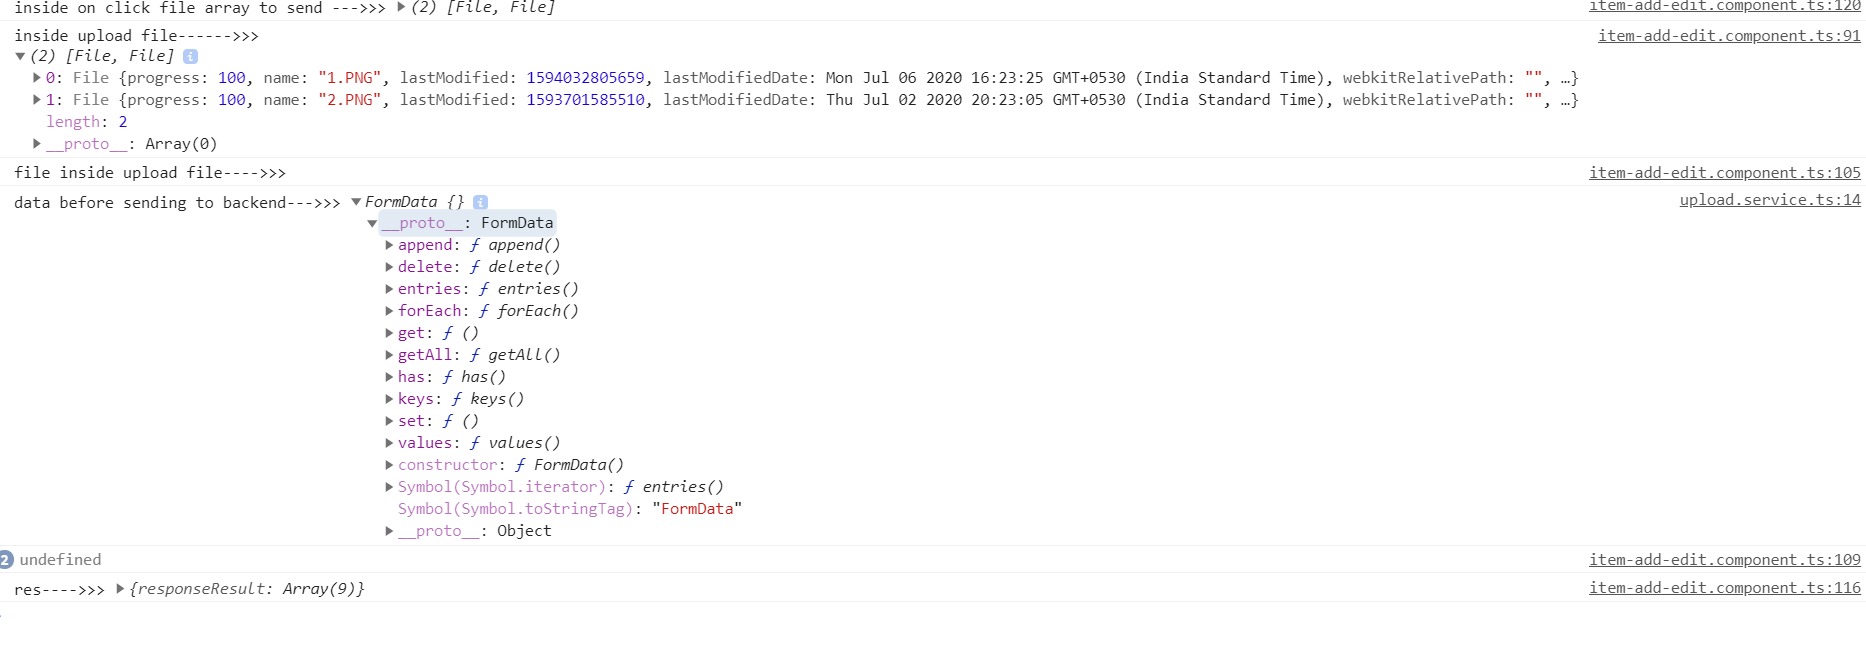 inside on click file array to send --->>> ▶(2) [File, File] item-add-edit.component.ts:120
inside upload file------>>> item-add-edit.component.ts:91
▼(2) [File, File] i
▶0: File {progress: 100, name: "1.PNG", lastModified: 1594032805659, lastModifiedDate: Mon Jul 06 2020 16:23:25 GMT+0530 (India Standard Time), webkitRelativePath: "", …}
▶1: File {progress: 100, name: "2.PNG", lastModified: 1593701585510, lastModifiedDate: Thu Jul 02 2020 20:23:05 GMT+0530 (India Standard Time), webkitRelativePath: "", …}
length: 2
▶__proto__: Array(0)
file inside upload file---->>> item-add-edit.component.ts:105
data before sending to backend--->>> ▼FormData {} i upload.service.ts:14
▼__proto__: FormData
▶append: ƒ append()
▶delete: ƒ delete()
▶entries: ƒ entries()
▶forEach: ƒ forEach()
▶get: ƒ ()
▶getAll: ƒ getAll()
▶has: ƒ has()
▶keys: ƒ keys()
▶set: ƒ ()
▶values: ƒ values()
▶constructor: ƒ FormData()
▶Symbol(Symbol.iterator): ƒ entries()
Symbol(Symbol.toStringTag): "FormData"
▶__proto__: Object
2 undefined item-add-edit.component.ts:109
res---->>> ▶{responseResult: Array(9)} item-add-edit.component.ts:116